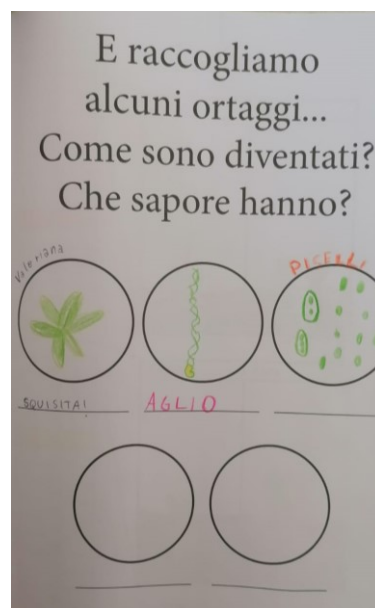 E raccogliamo
alcuni ortaggi...
Come sono diventati?
Che sapore hanno?
Valeriana
PISELLI
SQUISITA!
AGLIO